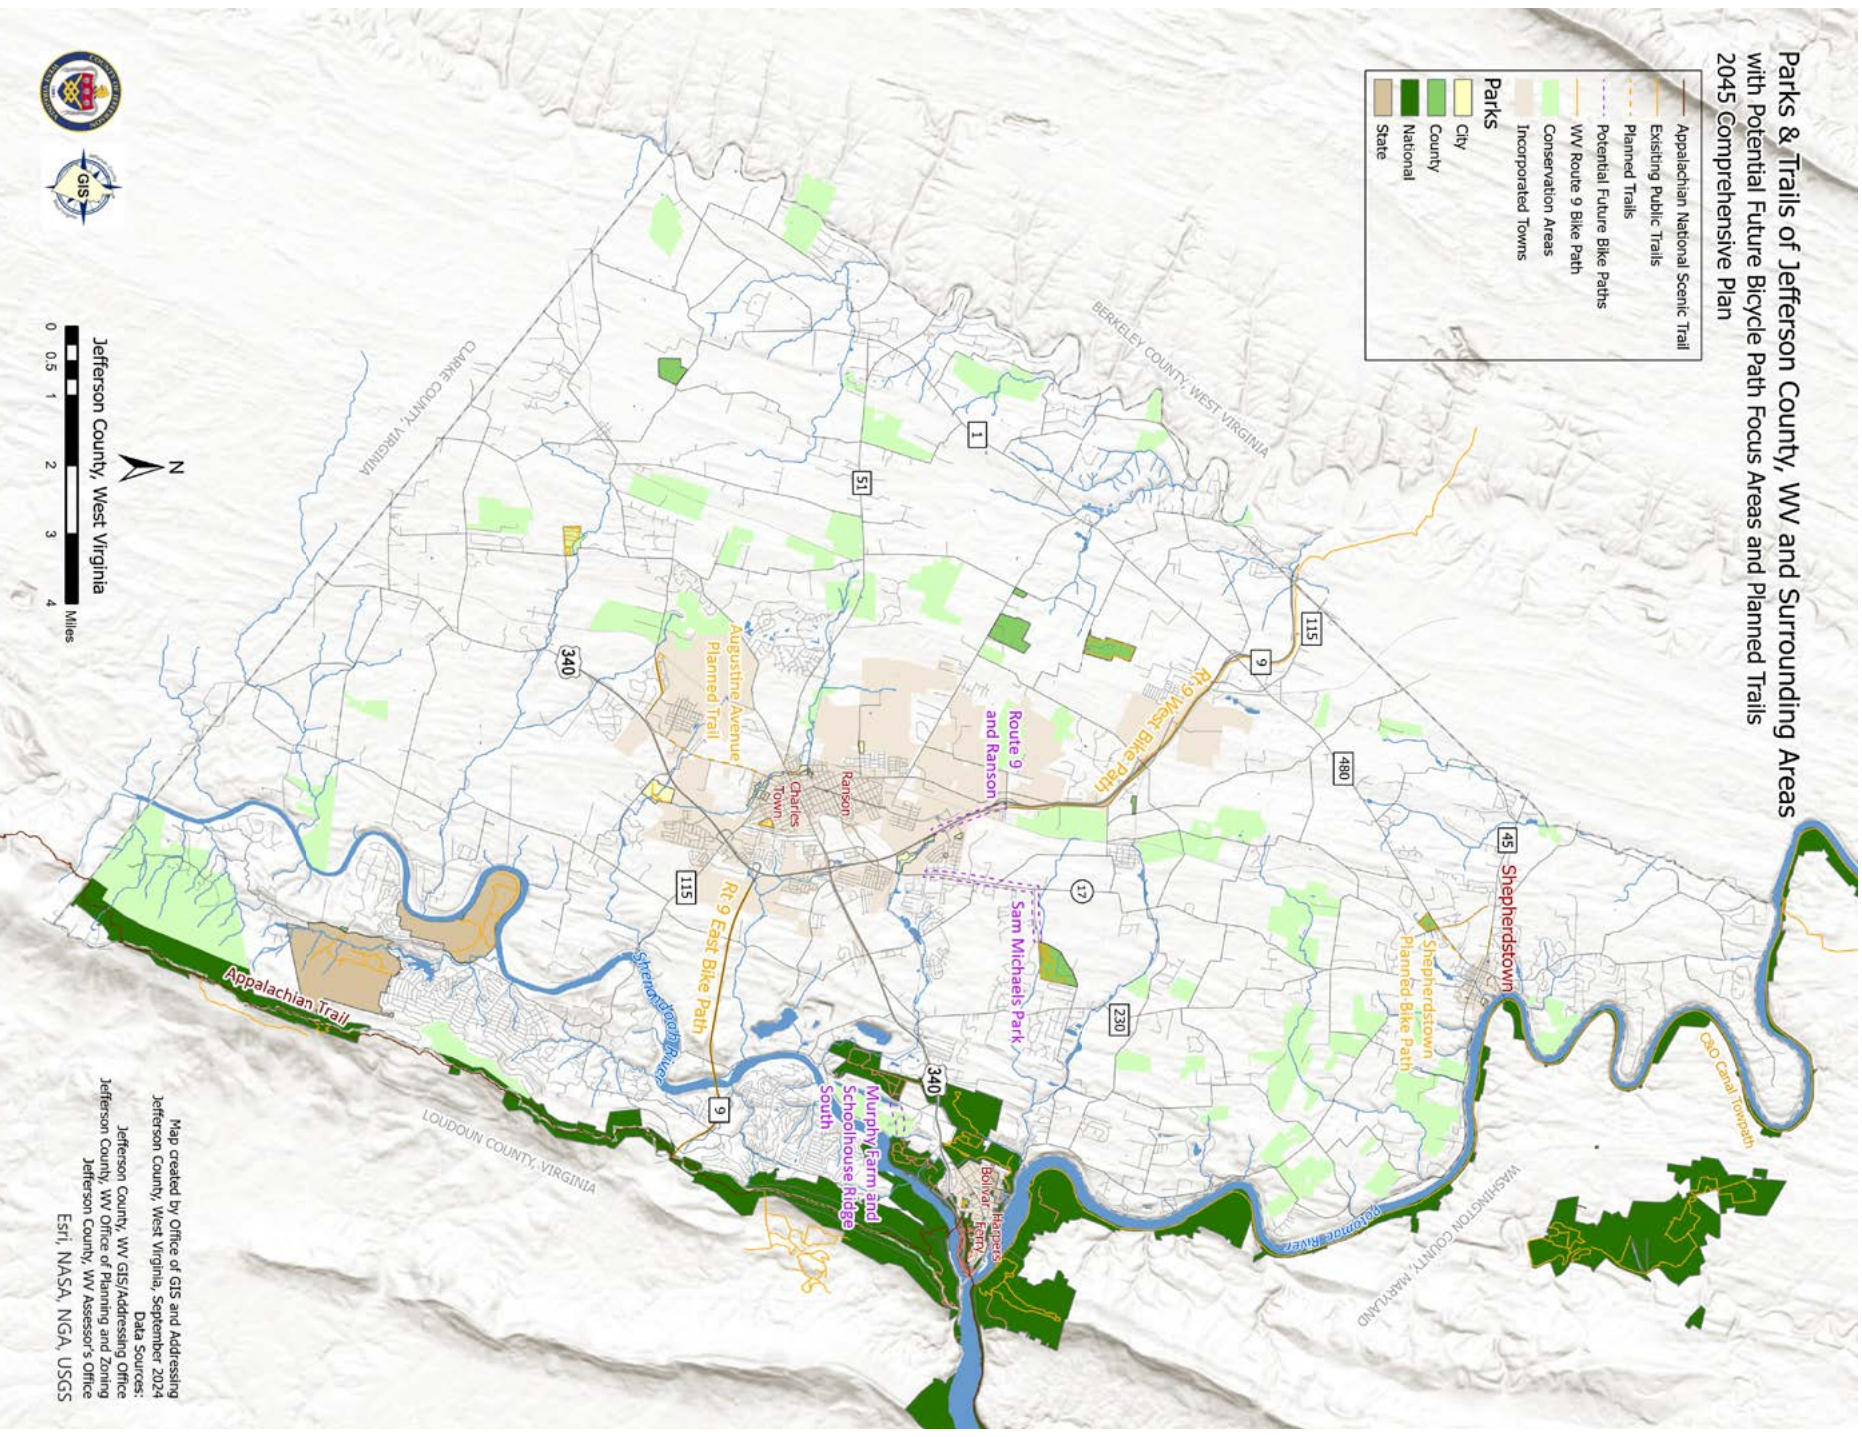 Parks & Trails of Jefferson County, WV and Surrounding Areas
with Potential Future Bicycle Path Focus Areas and Planned Trails
2045 Comprehensive Plan
Appalachian National Scenic Trail
Exisiting Public Trails
Planned Trails
Potential Future Bike Paths
WV Route 9 Bike Path
Conservation Areas
Incorporated Towns
Parks
City
County
National
State
BERKELEY COUNTY, WEST VIRGINIA
CLARKE COUNTY, VIRGINIA
LOUDOUN COUNTY, VIRGINIA
WASHINGTON COUNTY, MARYLAND
C&O Canal Towpath
45
Shepherdstown
Shepherdstown
Planned Bike Path
480
115
9
Rt. 9 West Bike Path
Route 9
and Ranson
17
Sam Michaels Park
230
1
51
Potomac River
Harpers
Ferry
Bolivar
340
Murphy Farm and
Schoolhouse Ridge
South
Ranson
Charles
Town
Augustine Avenue
Planned Trail
340
115
Rt. 9 East Bike Path
9
Shenandoah River
Appalachian Trail
N
Jefferson County, West Virginia
0 0.5 1 2 3 4
Miles
GIS
Map created by Office of GIS and Addressing
Jefferson County, West Virginia, September 2024
Data Sources:
Jefferson County, WV GIS/Addressing Office
Jefferson County, WV Office of Planning and Zoning
Jefferson County, WV Assessor's Office
Esri, NASA, NGA, USGS